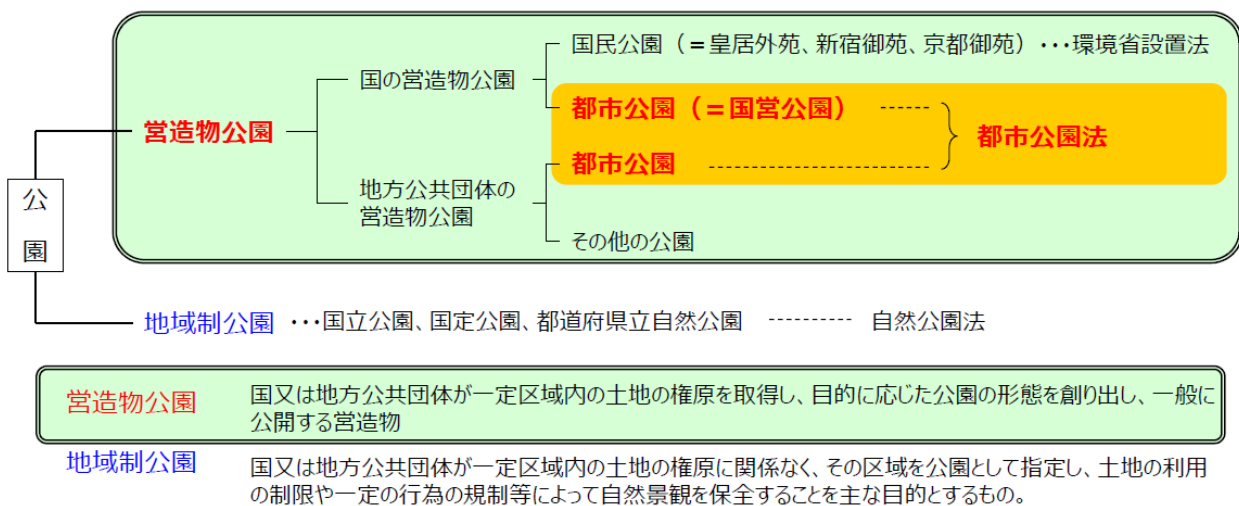 国民公園（＝皇居外苑、新宿御苑、京都御苑）・・・環境省設置法
国の営造物公園
都市公園（＝国営公園）
営造物公園
都市公園法
都市公園
地方公共団体の
営造物公園
公
園
その他の公園
地域制公園 ・・・国立公園、国定公園、都道府県立自然公園 ---------- 自然公園法
営造物公園 国又は地方公共団体が一定区域内の土地の権原を取得し、目的に応じた公園の形態を創り出し、一般に
公開する営造物
地域制公園 国又は地方公共団体が一定区域内の土地の権原に関係なく、その区域を公園として指定し、土地の利用
の制限や一定の行為の規制等によって自然景観を保全することを主な目的とするもの。